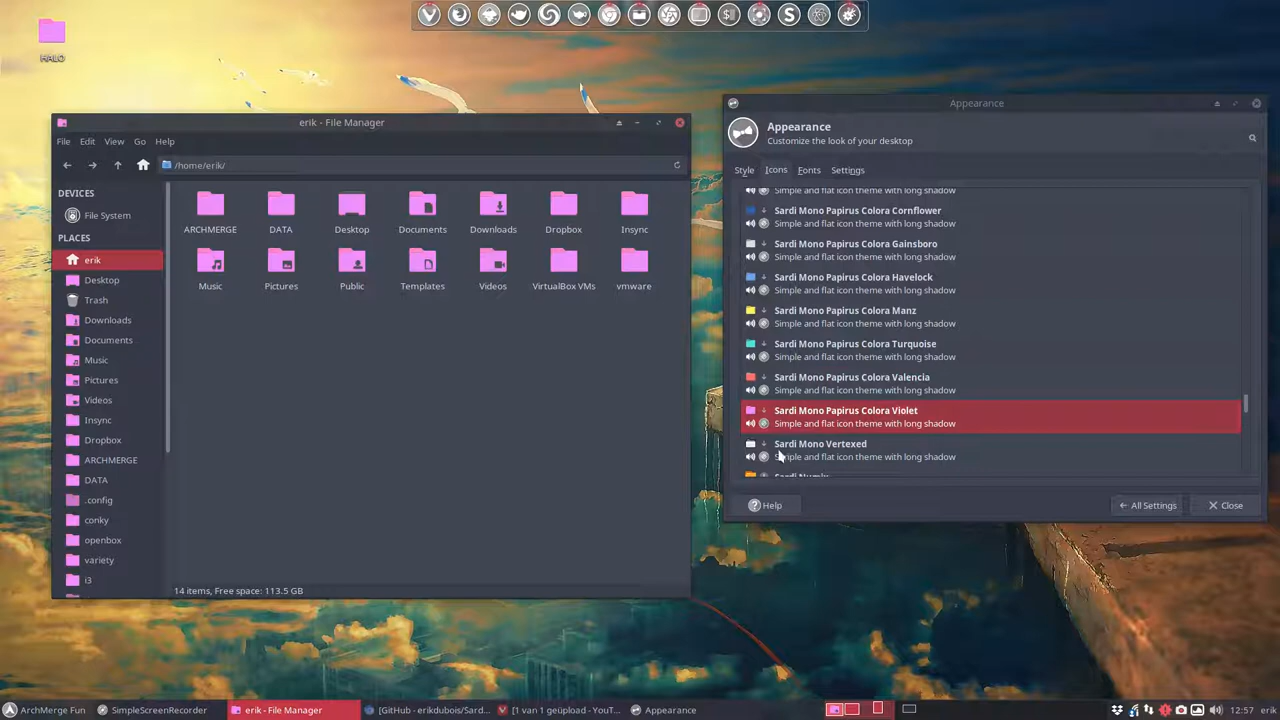 HALO
erik - File Manager
File Edit View Go Help
/home/erik/
DEVICES
File System
PLACES
erik
Desktop
Trash
Downloads
Documents
Music
Pictures
Videos
Insync
Dropbox
ARCHMERGE
DATA
.config
conky
openbox
variety
i3
ARCHMERGE DATA Desktop Documents Downloads Dropbox Insync
Music Pictures Public Templates Videos VirtualBox VMs vmware
14 items, Free space: 113.5 GB
Appearance
Appearance
Customize the look of your desktop
Style Icons Fonts Settings
Simple and flat icon theme with long shadow
Sardi Mono Papirus Colora Cornflower
Simple and flat icon theme with long shadow
Sardi Mono Papirus Colora Gainsboro
Simple and flat icon theme with long shadow
Sardi Mono Papirus Colora Havelock
Simple and flat icon theme with long shadow
Sardi Mono Papirus Colora Manz
Simple and flat icon theme with long shadow
Sardi Mono Papirus Colora Turquoise
Simple and flat icon theme with long shadow
Sardi Mono Papirus Colora Valencia
Simple and flat icon theme with long shadow
Sardi Mono Papirus Colora Violet
Simple and flat icon theme with long shadow
Sardi Mono Vertexed
Simple and flat icon theme with long shadow
Sardi Numix
Help All Settings Close
ArchMerge Fun SimpleScreenRecorder erik - File Manager [GitHub - erikdubois/Sard... [1 van 1 geüpload - YouT... Appearance 12:57 erik